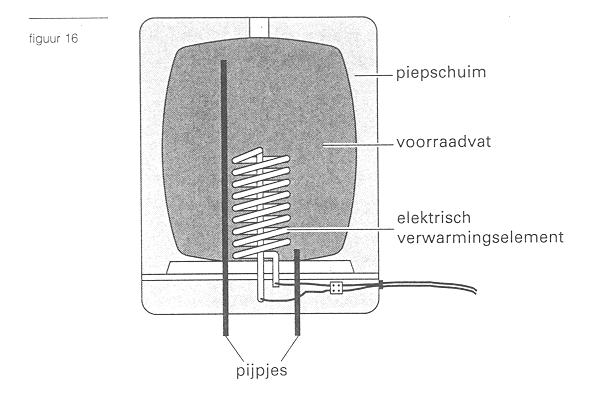 figuur 16
piepschuim
voorraadvat
elektrisch
verwarmingselement
pijpjes